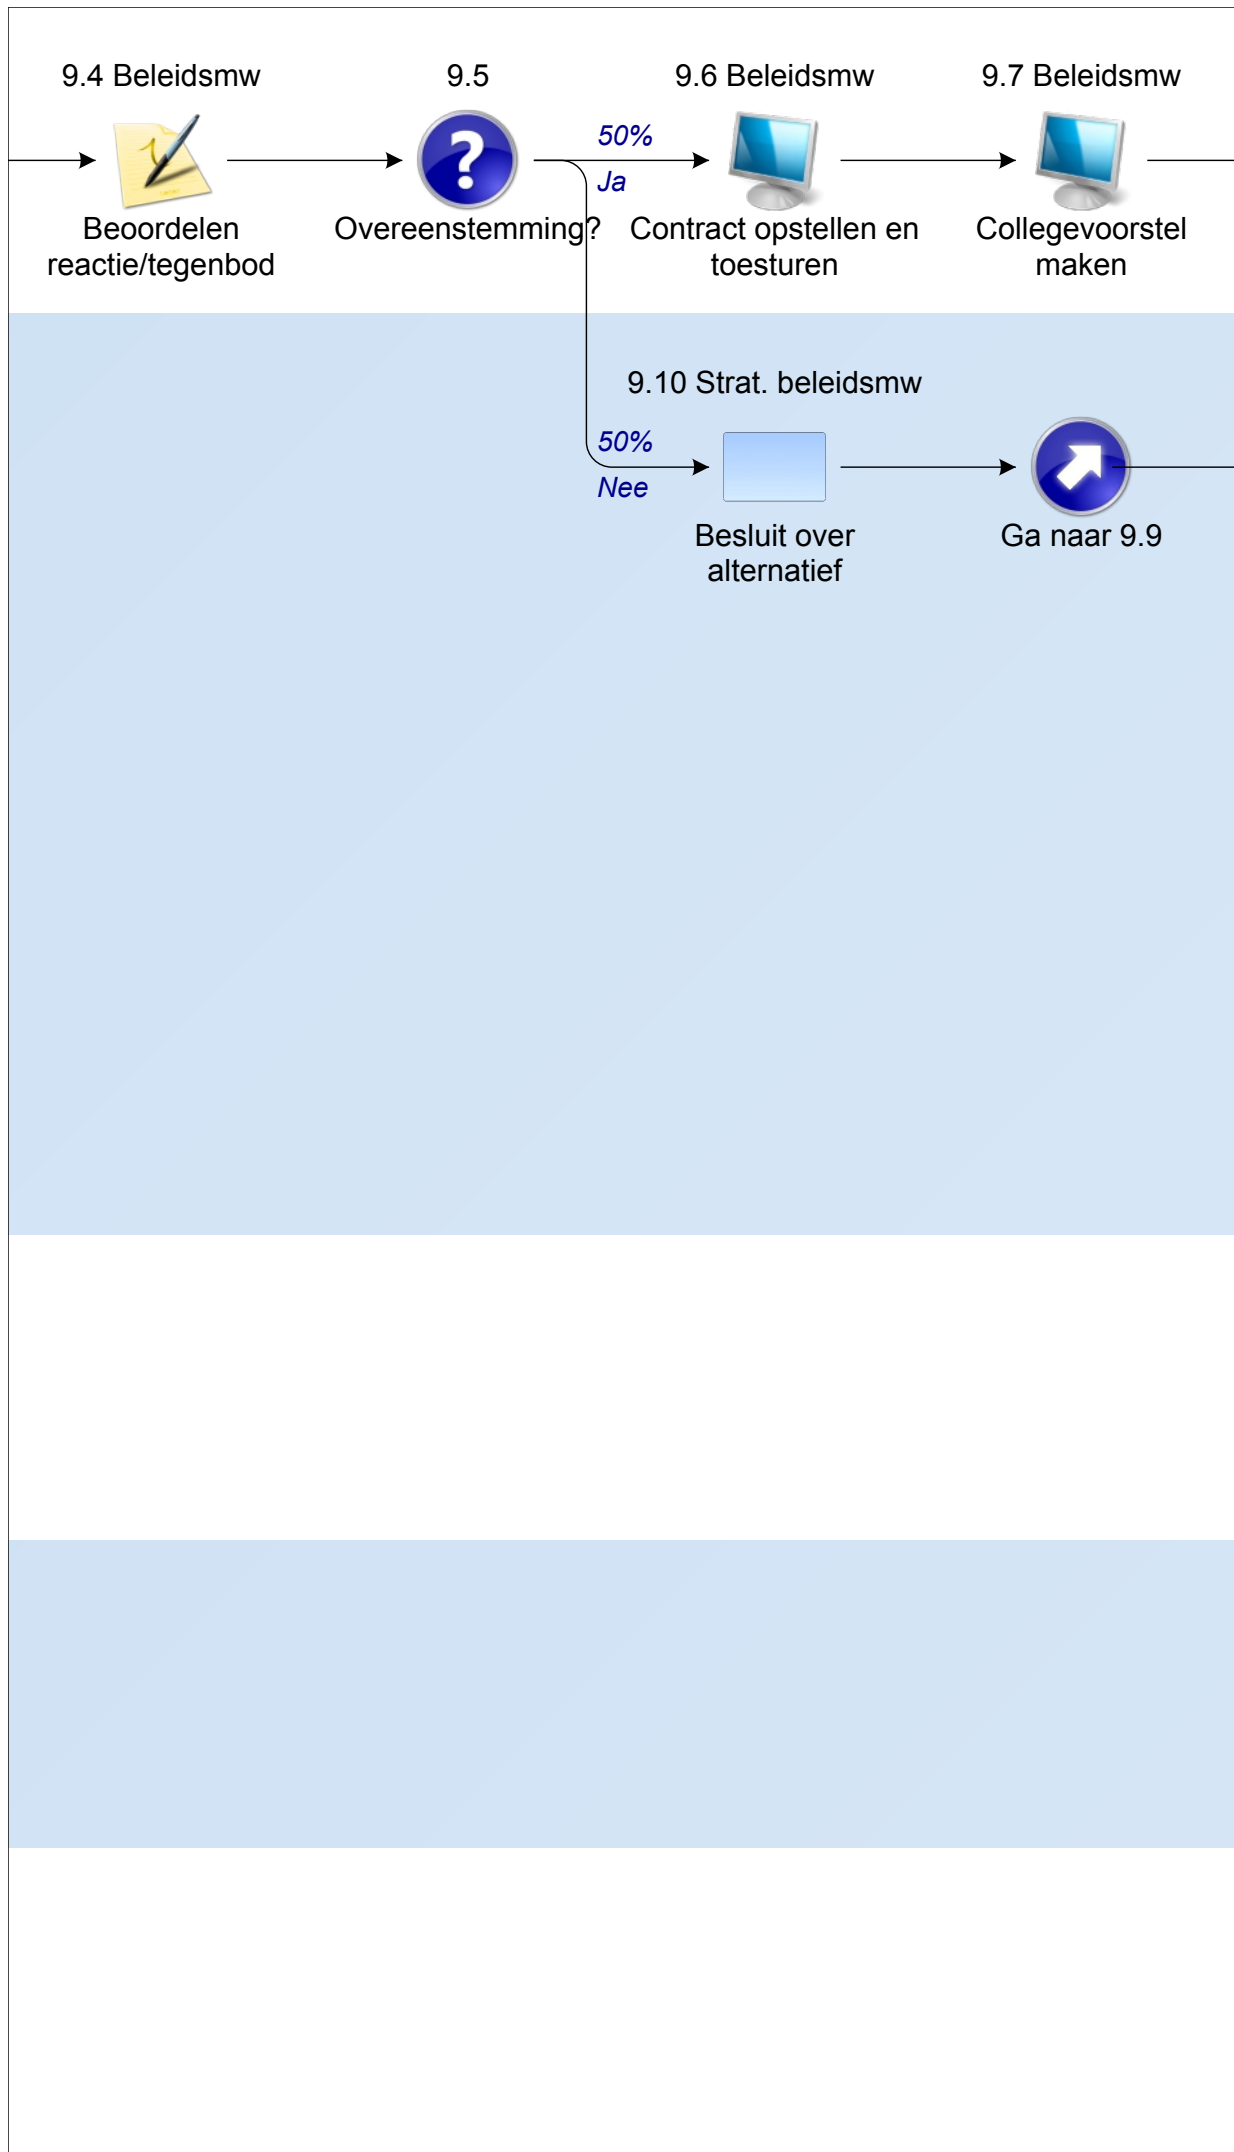 9.4 Beleidsmw
9.5
9.6 Beleidsmw
9.7 Beleidsmw
50%
Ja
Beoordelen
reactie/tegenbod
Overeenstemming?
Contract opstellen en
toesturen
Collegevoorstel
maken
9.10 Strat. beleidsmw
50%
Nee
Besluit over
alternatief
Ga naar 9.9